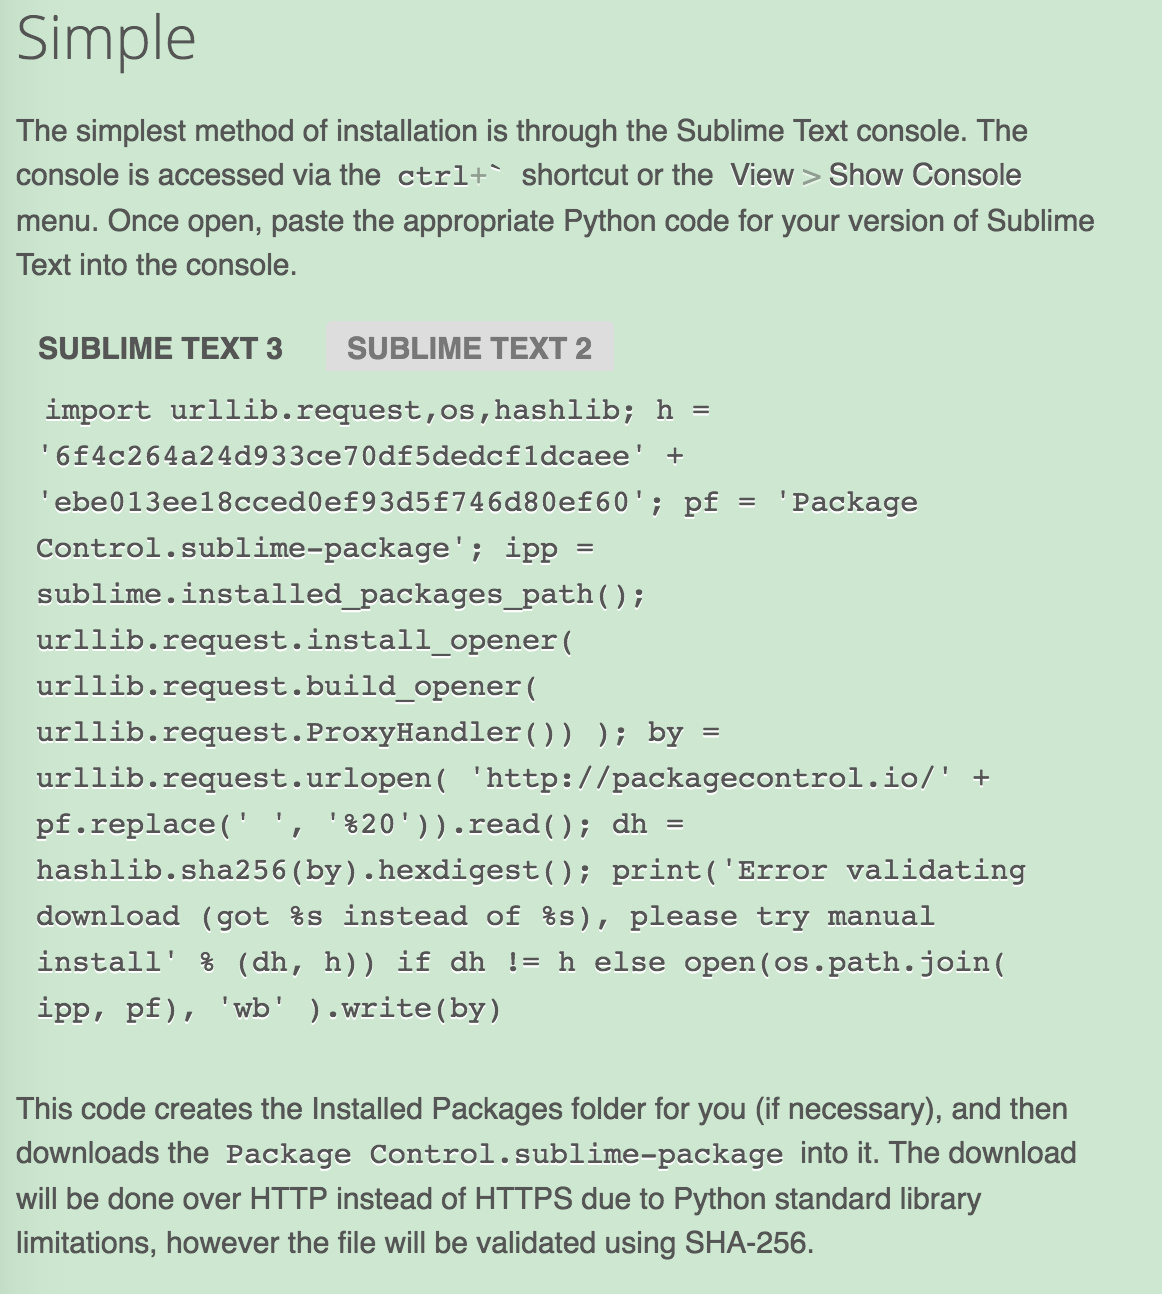 Simple
The simplest method of installation is through the Sublime Text console. The
console is accessed via the ctrl+` shortcut or the View > Show Console
menu. Once open, paste the appropriate Python code for your version of Sublime
Text into the console.
SUBLIME TEXT 3 SUBLIME TEXT 2
import urllib.request,os,hashlib; h =
'6f4c264a24d933ce70df5dedcf1dcaee' +
'ebe013ee18cced0ef93d5f746d80ef60'; pf = 'Package
Control.sublime-package'; ipp =
sublime.installed_packages_path();
urllib.request.install_opener(
urllib.request.build_opener(
urllib.request.ProxyHandler()) ); by =
urllib.request.urlopen( 'http://packagecontrol.io/' +
pf.replace(' ', '%20')).read(); dh =
hashlib.sha256(by).hexdigest(); print('Error validating
download (got %s instead of %s), please try manual
install' % (dh, h)) if dh != h else open(os.path.join(
ipp, pf), 'wb' ).write(by)
This code creates the Installed Packages folder for you (if necessary), and then
downloads the Package Control.sublime-package into it. The download
will be done over HTTP instead of HTTPS due to Python standard library
limitations, however the file will be validated using SHA-256.